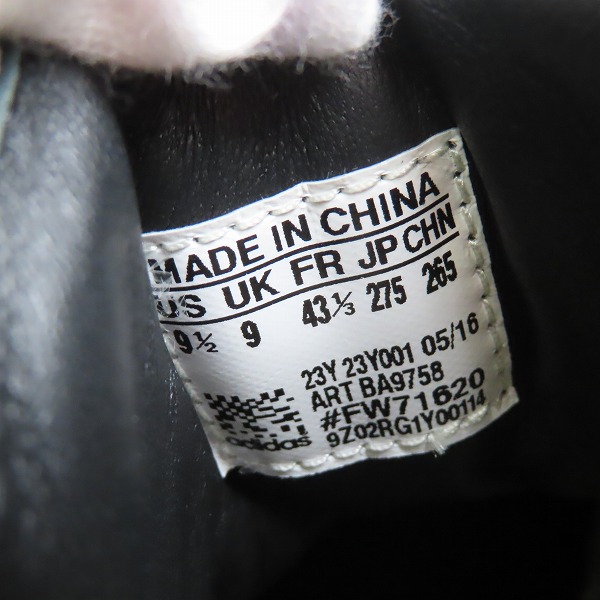 MADE IN CHINA
US UK FR JP CHN
9½ 9 43⅓ 275 265
23Y 23Y001 05/16
ART BA9758
#FW71620
9Z02RG1Y00114
adidas